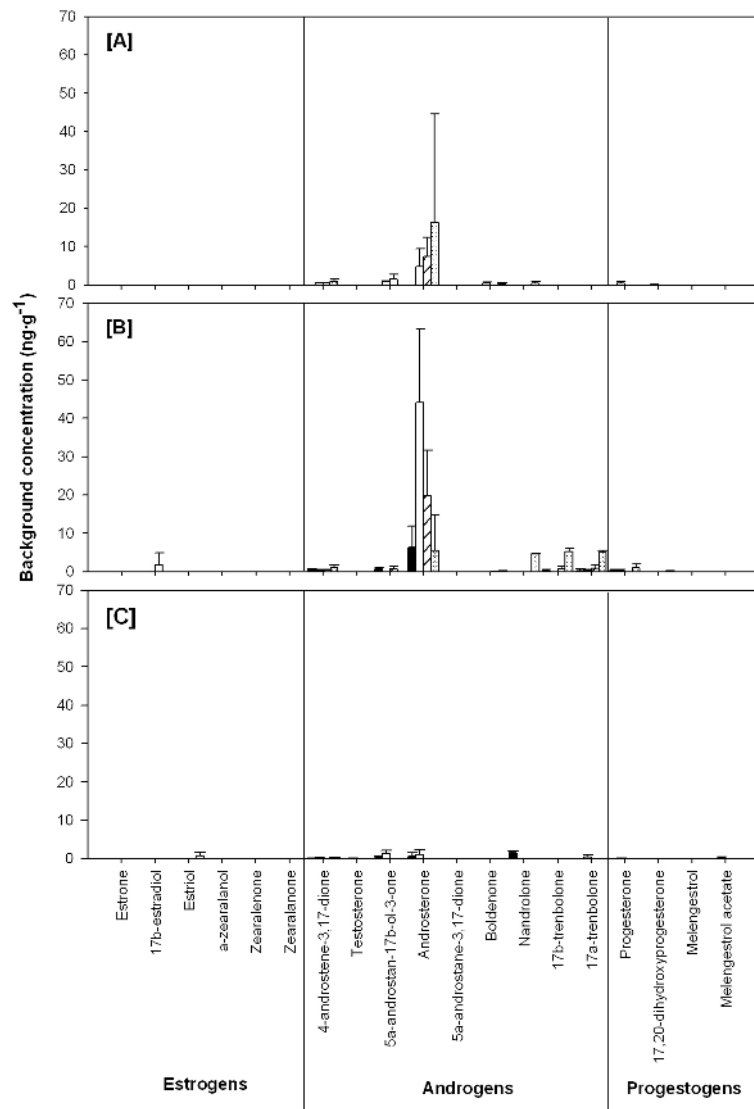 70
[A]
60
50
40
30
20
10
0
70
[B]
60
50
40
30
20
10
0
70
[C]
60
50
40
30
20
10
0
Background concentration (ng·g⁻¹)
Estrone
17b-estradiol
Estriol
a-zearalanol
Zearalenone
Zearalanone
4-androstene-3,17-dione
Testosterone
5a-androstan-17b-ol-3-one
Androsterone
5a-androstane-3,17-dione
Boldenone
Nandrolone
17b-trenbolone
17a-trenbolone
Progesterone
17,20-dihydroxyprogesterone
Melengestrol
Melengestrol acetate
Estrogens
Androgens
Progestogens